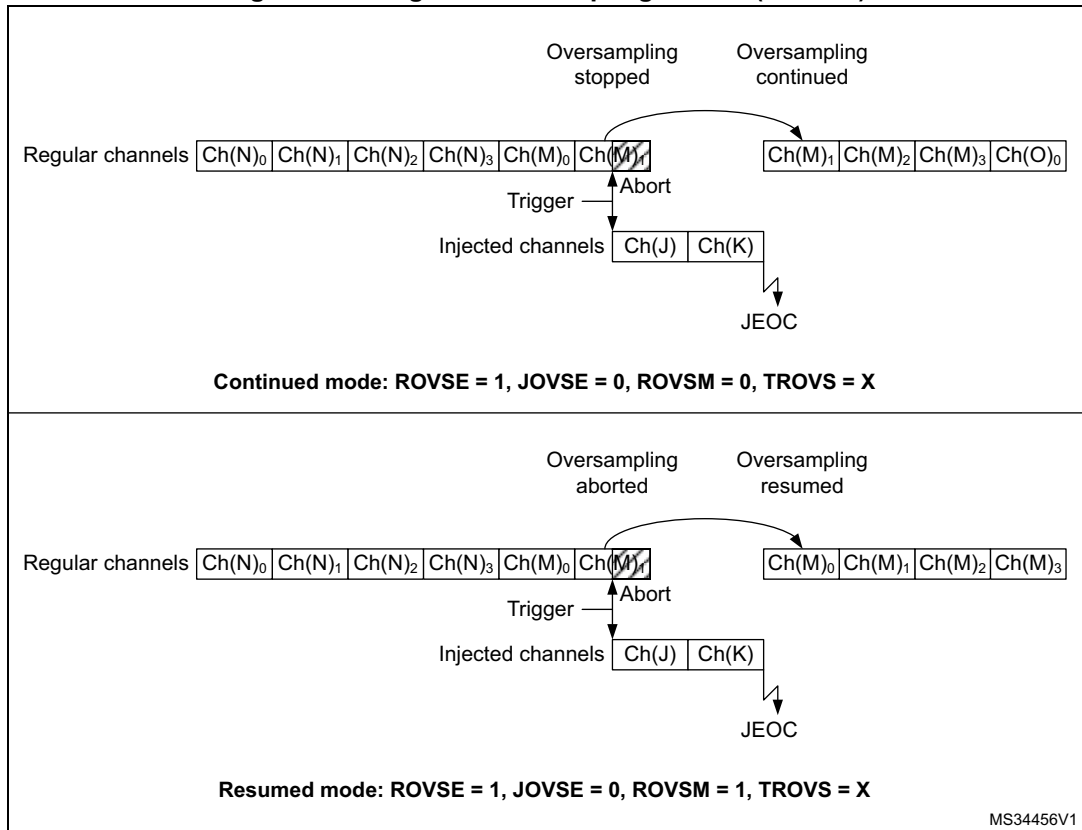 Oversampling stopped
Oversampling continued
Regular channels Ch(N)₀ Ch(N)₁ Ch(N)₂ Ch(N)₃ Ch(M)₀ Ch(M)₁ Ch(M)₁ Ch(M)₂ Ch(M)₃ Ch(O)₀
Abort
Trigger
Injected channels Ch(J) Ch(K)
JEOC
Continued mode: ROVSE = 1, JOVSE = 0, ROVSM = 0, TROVS = X
Oversampling aborted
Oversampling resumed
Regular channels Ch(N)₀ Ch(N)₁ Ch(N)₂ Ch(N)₃ Ch(M)₀ Ch(M)₁ Ch(M)₀ Ch(M)₁ Ch(M)₂ Ch(M)₃
Abort
Trigger
Injected channels Ch(J) Ch(K)
JEOC
Resumed mode: ROVSE = 1, JOVSE = 0, ROVSM = 1, TROVS = X
MS34456V1